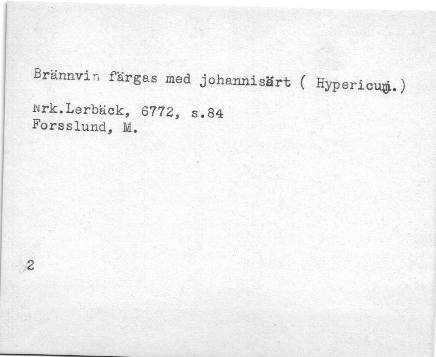 Brännvin färgas med johannisört ( Hypericum.)
Nrk.Lerbäck, 6772, s.84
Forsslund, M.
2